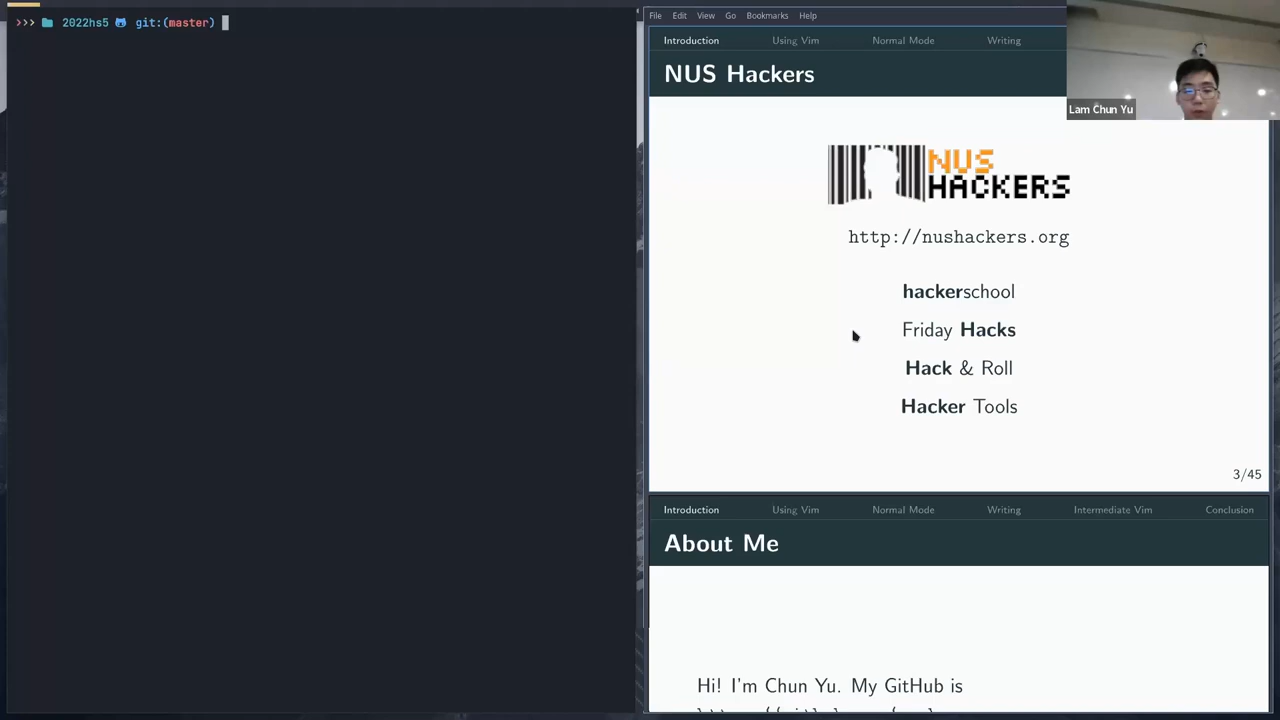 >>> 2022hs5 git:(master)
File Edit View Go Bookmarks Help
Introduction Using Vim Normal Mode Writing
NUS Hackers
Lam Chun Yu
NUS
HACKERS
http://nushackers.org
hackerschool
Friday Hacks
Hack & Roll
Hacker Tools
3/45
Introduction Using Vim Normal Mode Writing Intermediate Vim Conclusion
About Me
Hi! I'm Chun Yu. My GitHub is